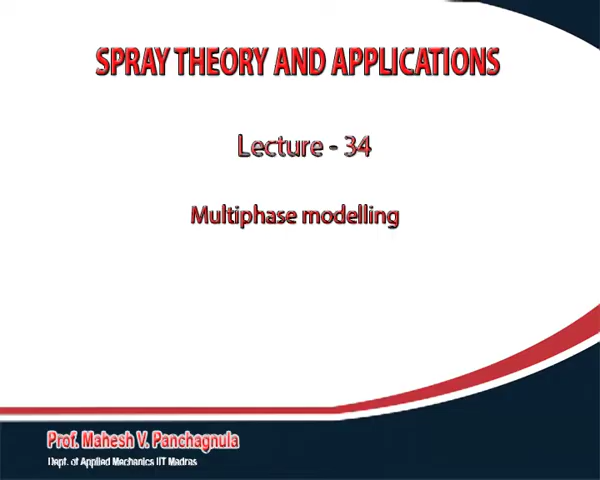 SPRAY THEORY AND APPLICATIONS
Lecture - 34
Multiphase modelling
Prof. Mahesh V. Panchagnula
Dept. of Applied Mechanics IIT Madras